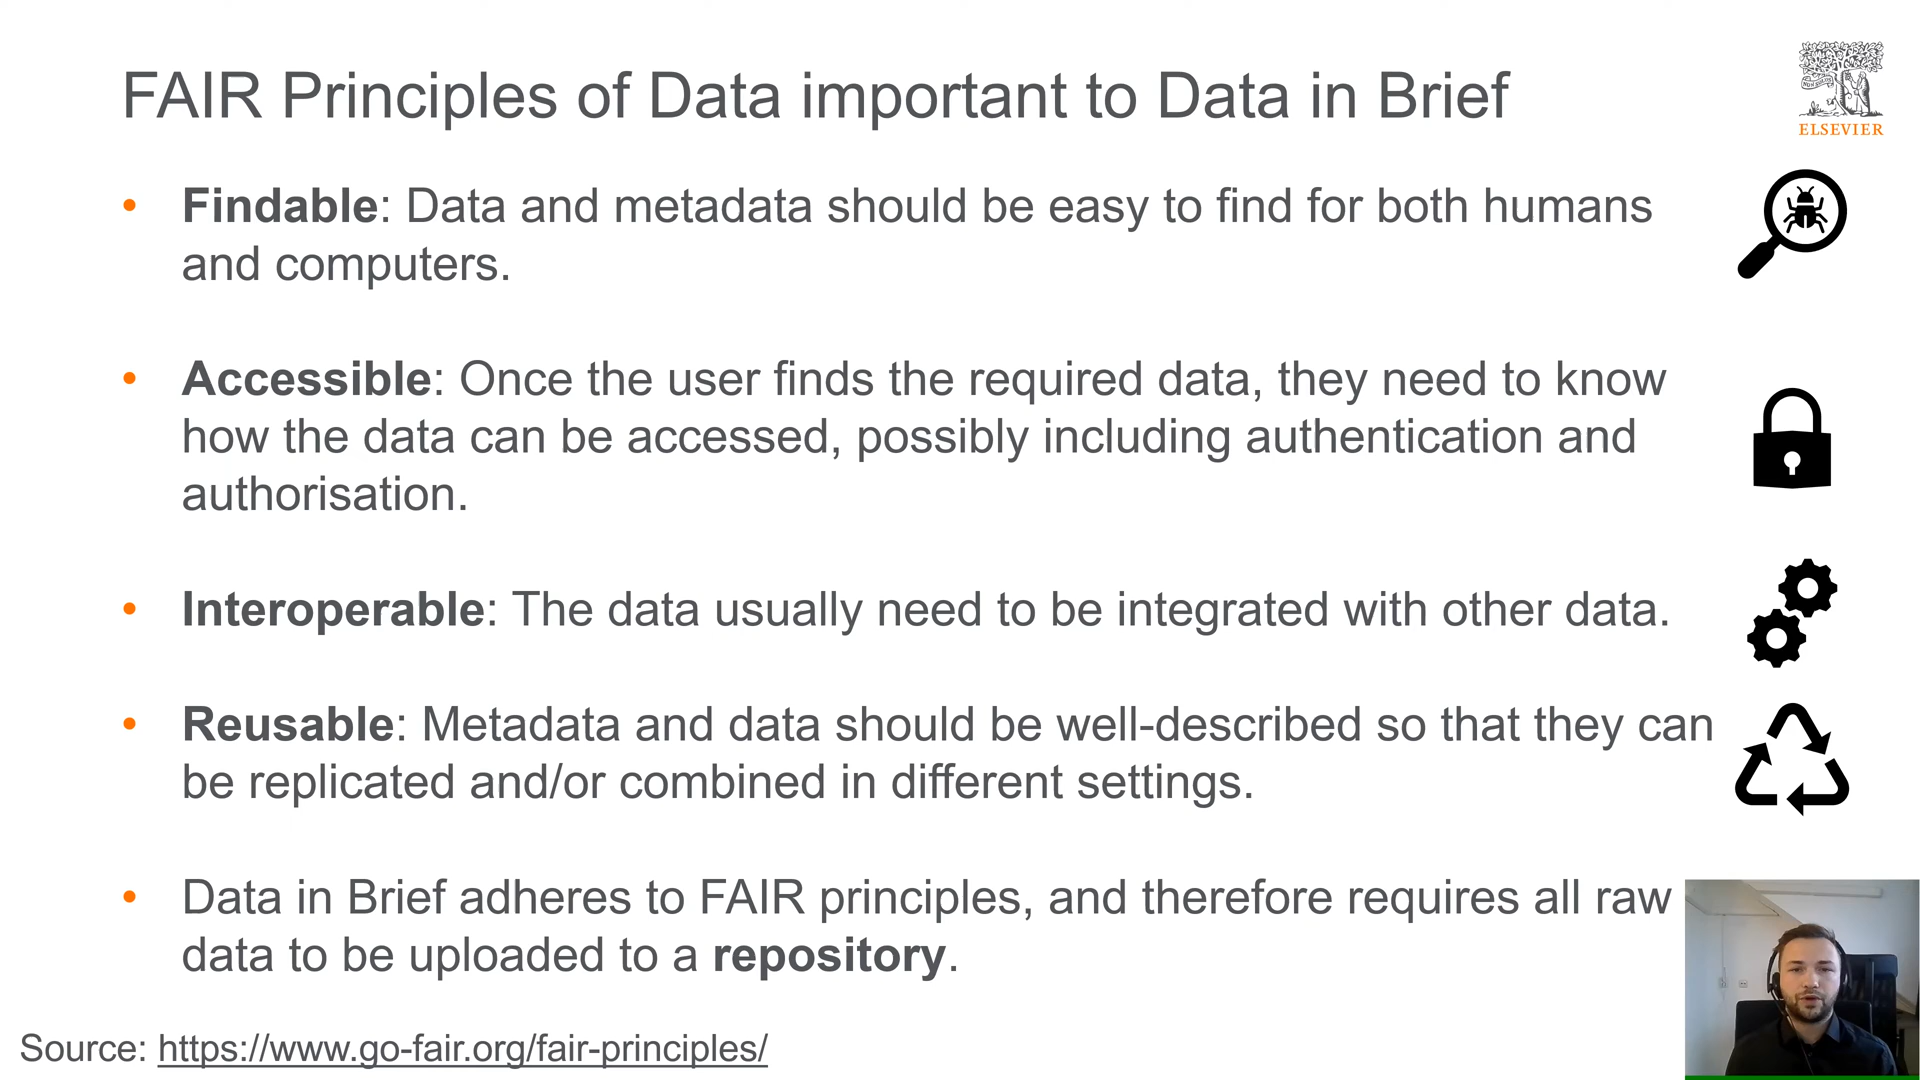 FAIR Principles of Data important to Data in Brief
ELSEVIER
• Findable: Data and metadata should be easy to find for both humans
and computers.
• Accessible: Once the user finds the required data, they need to know
how the data can be accessed, possibly including authentication and
authorisation.
• Interoperable: The data usually need to be integrated with other data.
• Reusable: Metadata and data should be well-described so that they can
be replicated and/or combined in different settings.
• Data in Brief adheres to FAIR principles, and therefore requires all raw
data to be uploaded to a repository.
Source: https://www.go-fair.org/fair-principles/